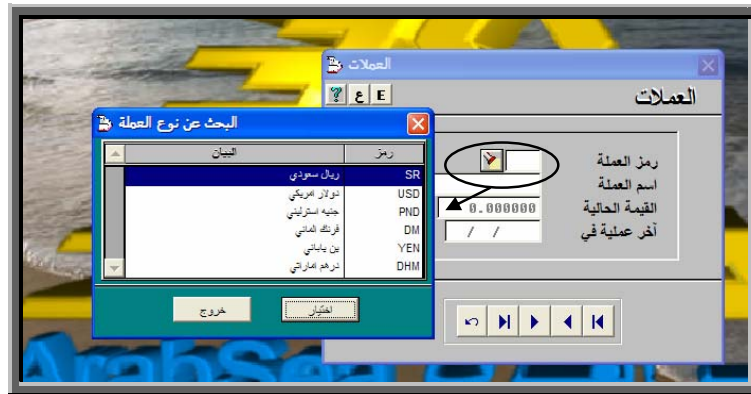 العملات
E ع ?
العملات
رمز العملة
اسم العملة
القيمة الحالية 0.000000
آخر عملية في / /
البحث عن نوع العملة
رمز البيان
SR ريال سعودي
USD دولار امريكي
PND جنيه استرليني
DM فرنك الماني
YEN ين ياباني
DHM درهم اماراتي
اختيار خروج
ArabSea